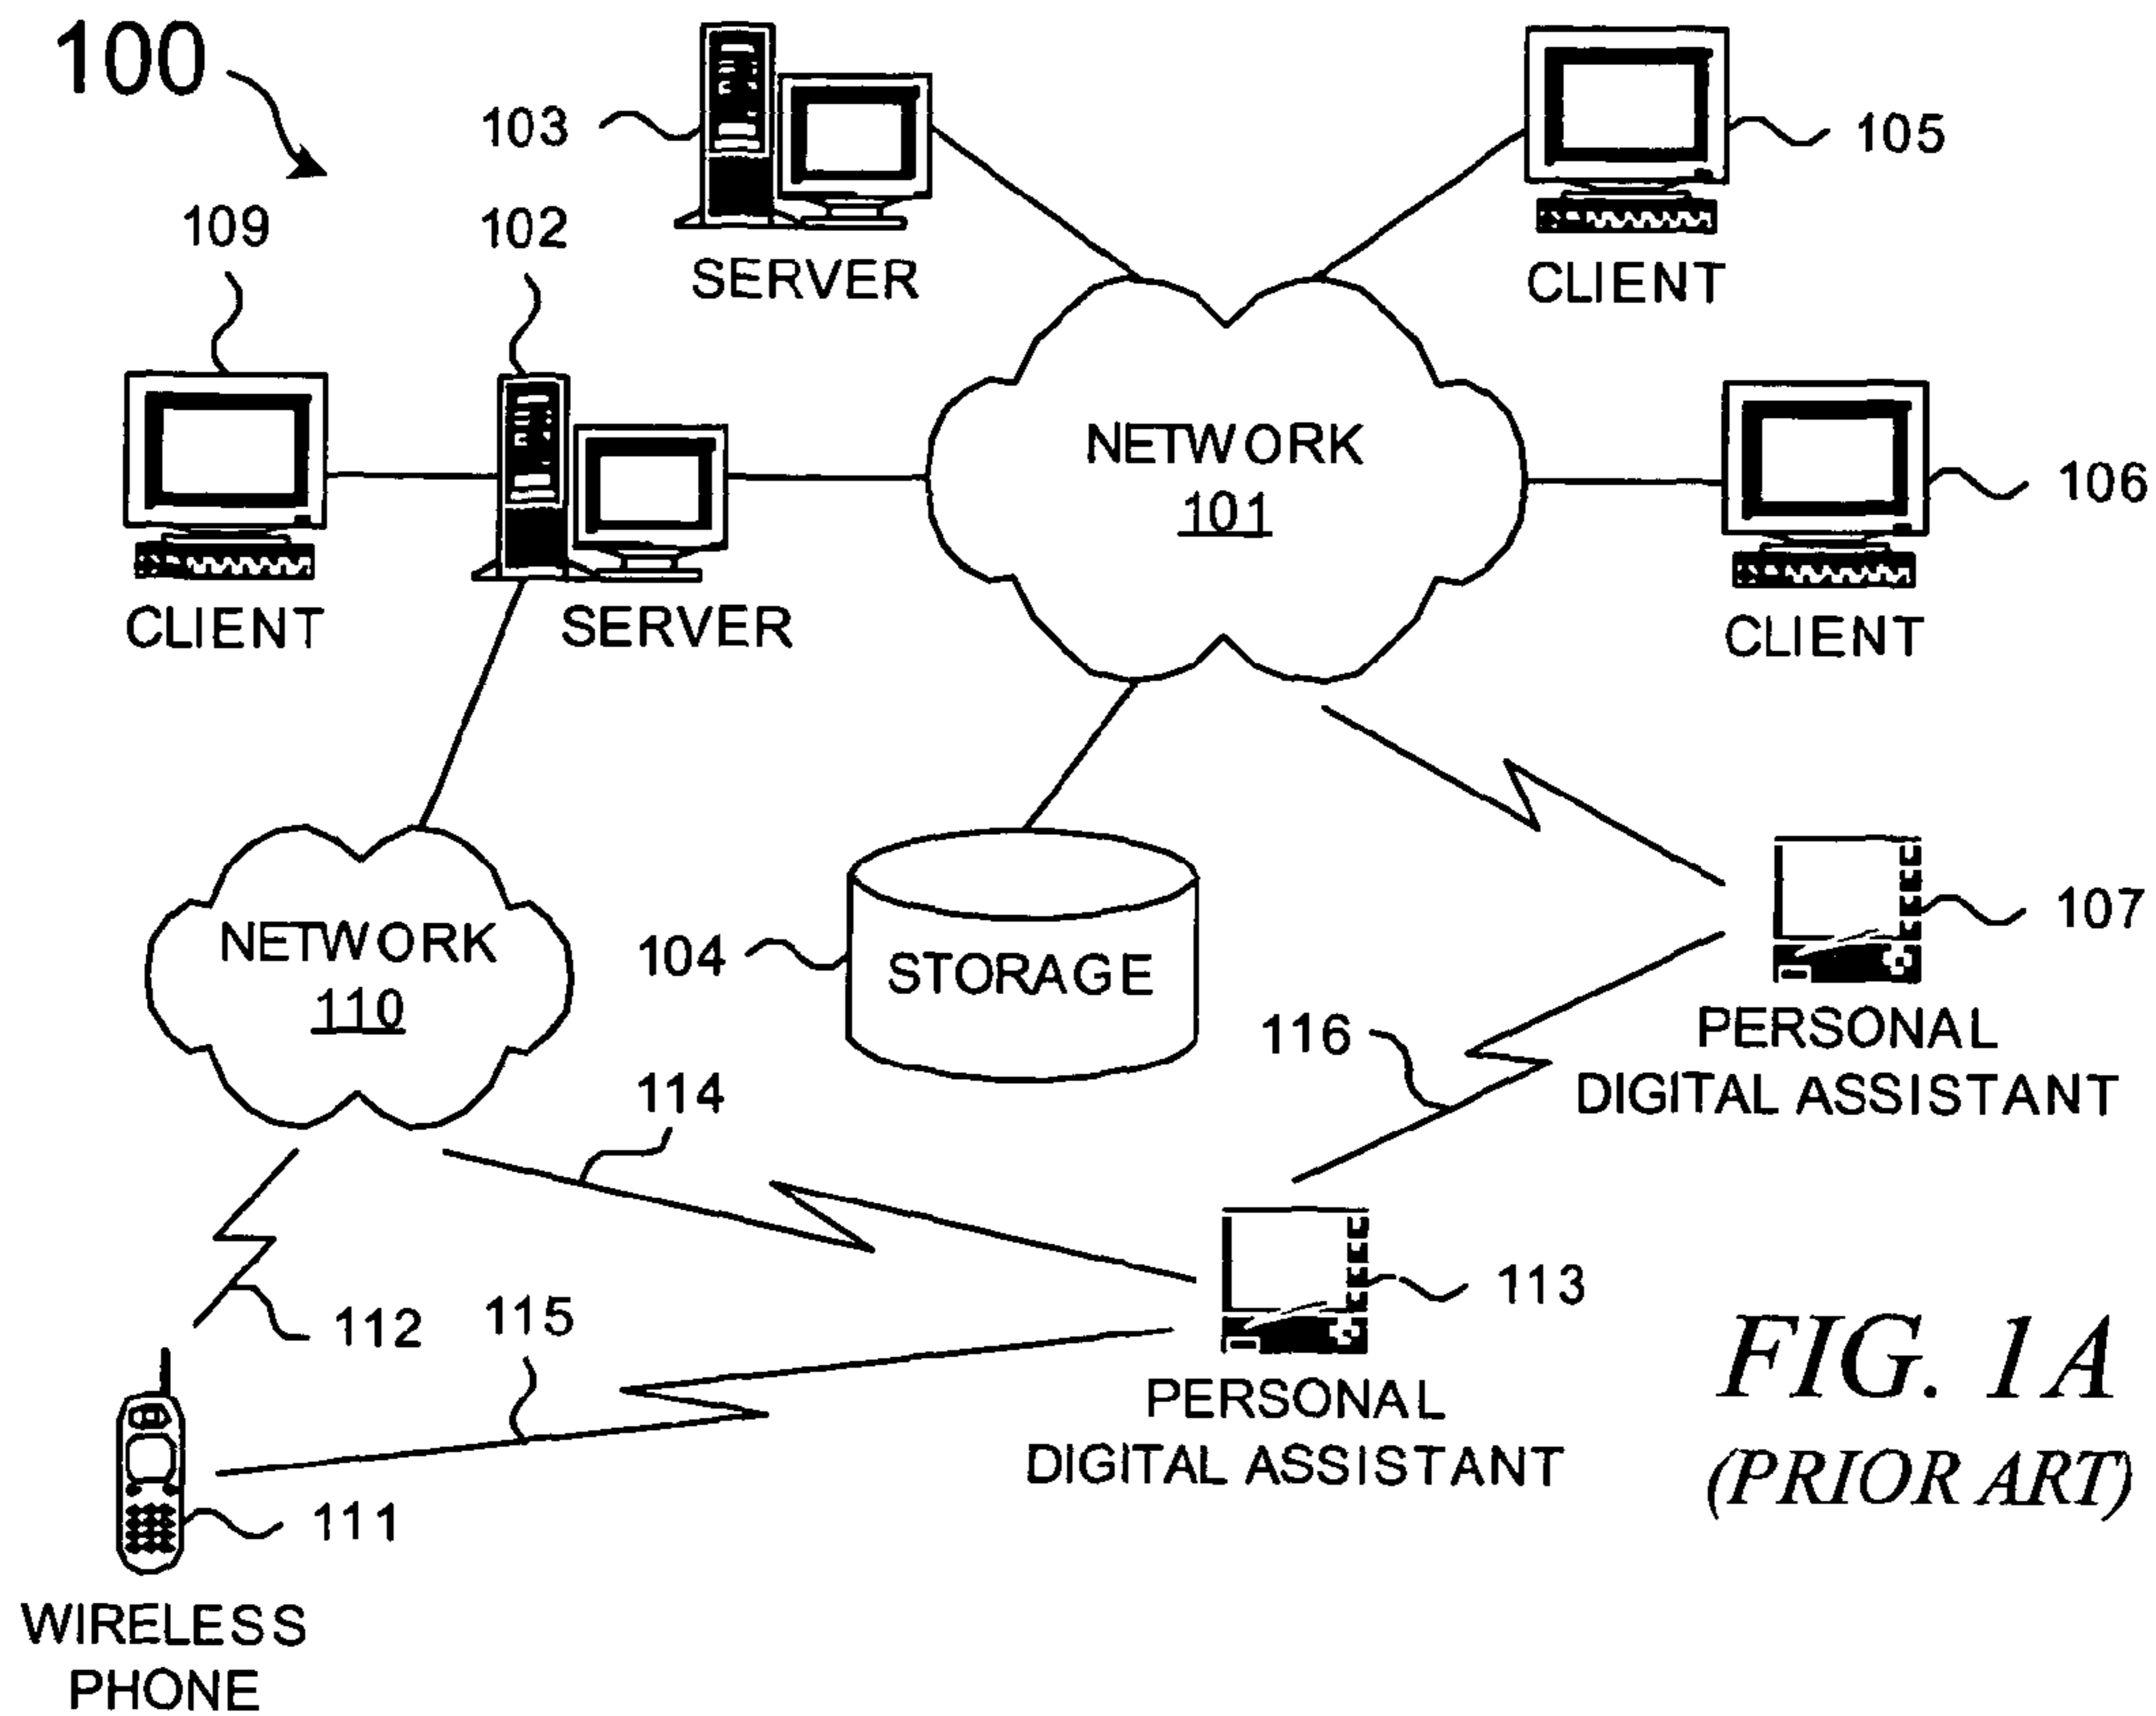 100
103
105
109
102
SERVER
CLIENT
NETWORK
101
106
CLIENT
SERVER
CLIENT
NETWORK
110
104
STORAGE
107
PERSONAL
DIGITAL ASSISTANT
116
114
113
112
115
PERSONAL
DIGITAL ASSISTANT
111
WIRELESS
PHONE
FIG. 1A
(PRIOR ART)